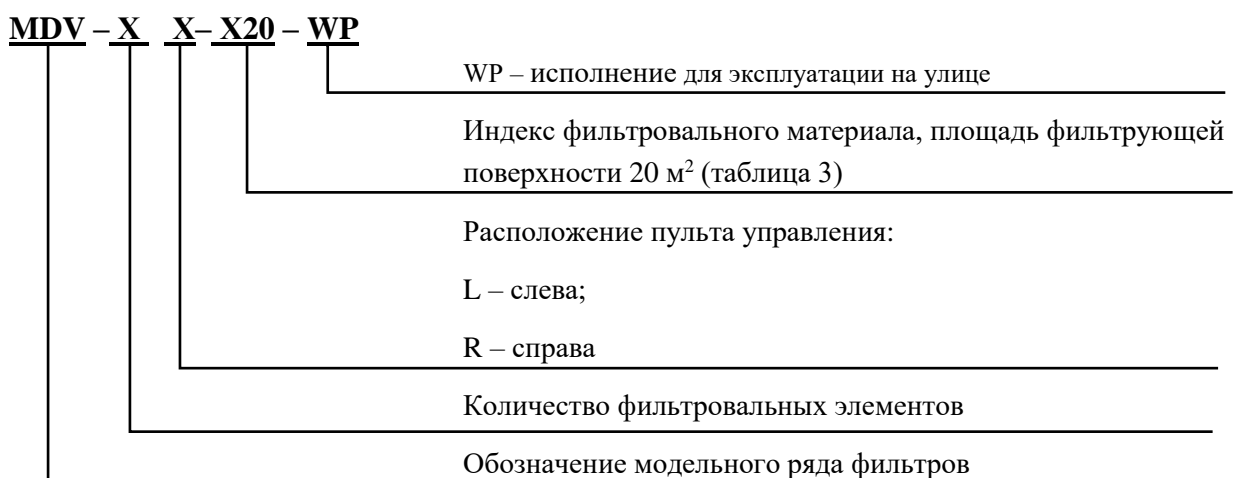 MDV – X X– X20 – WP
WP – исполнение для эксплуатации на улице
Индекс фильтровального материала, площадь фильтрующей
поверхности 20 м² (таблица 3)
Расположение пульта управления:
L – слева;
R – справа
Количество фильтровальных элементов
Обозначение модельного ряда фильтров